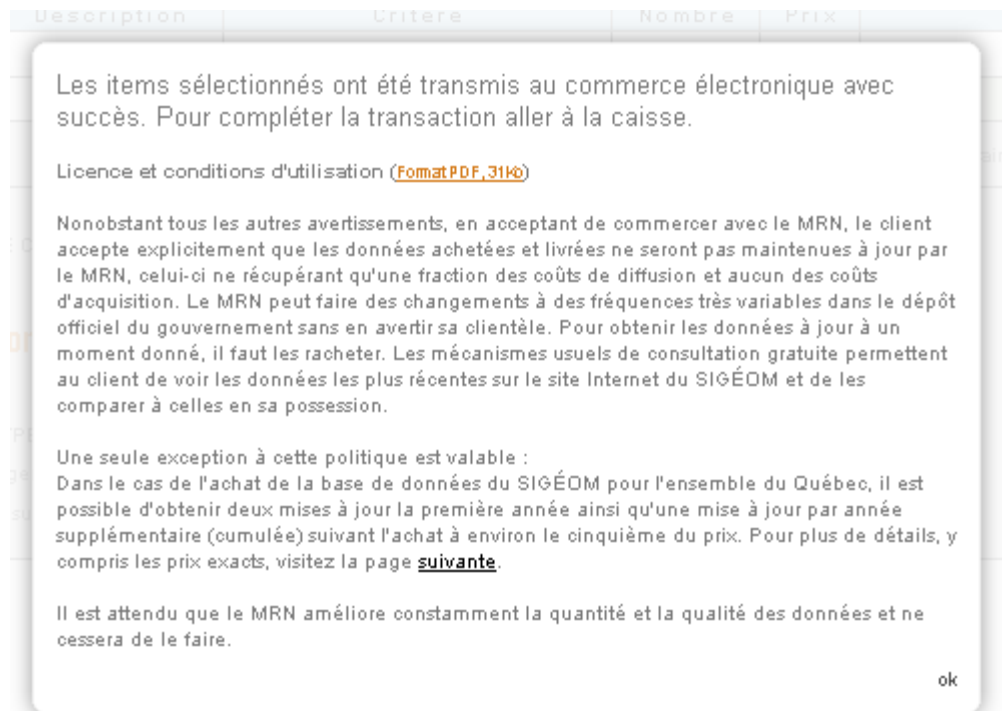 Description Critère Nombre Prix
Les items sélectionnés ont été transmis au commerce électronique avec
succès. Pour compléter la transaction aller à la caisse.
Licence et conditions d'utilisation (Format PDF, 31 Ko)
Nonobstant tous les autres avertissements, en acceptant de commercer avec le MRN, le client
accepte explicitement que les données achetées et livrées ne seront pas maintenues à jour par
le MRN, celui-ci ne récupérant qu'une fraction des coûts de diffusion et aucun des coûts
d'acquisition. Le MRN peut faire des changements à des fréquences très variables dans le dépôt
officiel du gouvernement sans en avertir sa clientèle. Pour obtenir les données à jour à un
moment donné, il faut les racheter. Les mécanismes usuels de consultation gratuite permettent
au client de voir les données les plus récentes sur le site Internet du SIGÉOM et de les
comparer à celles en sa possession.
Une seule exception à cette politique est valable :
Dans le cas de l'achat de la base de données du SIGÉOM pour l'ensemble du Québec, il est
possible d'obtenir deux mises à jour la première année ainsi qu'une mise à jour par année
supplémentaire (cumulée) suivant l'achat à environ le cinquième du prix. Pour plus de détails, y
compris les prix exacts, visitez la page suivante.
Il est attendu que le MRN améliore constamment la quantité et la qualité des données et ne
cessera de le faire.
ok